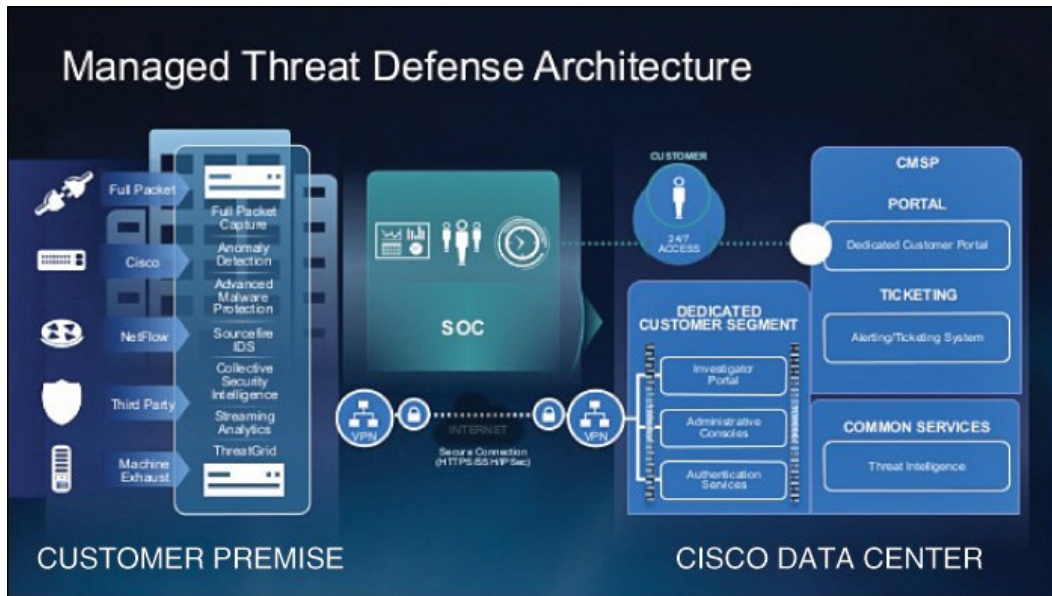 Managed Threat Defense Architecture
Full Packet
Cisco
NetFlow
Third Party
Machine
Exhaust
Full Packet
Capture
Anomaly
Detection
Advanced
Malware
Protection
Sourcefire
IDS
Collective
Security
Intelligence
Streaming
Analytics
ThreatGrid
CUSTOMER PREMISE
SOC
VPN
INTERNET
VPN
Secure Connection
(HTTPS/SSH/IPSec)
CUSTOMER
24/7
ACCESS
DEDICATED
CUSTOMER SEGMENT
Investigator
Portal
Administrative
Consoles
Authentication
Services
CMSP
PORTAL
Dedicated Customer Portal
TICKETING
Alerting/Ticketing System
COMMON SERVICES
Threat Intelligence
CISCO DATA CENTER